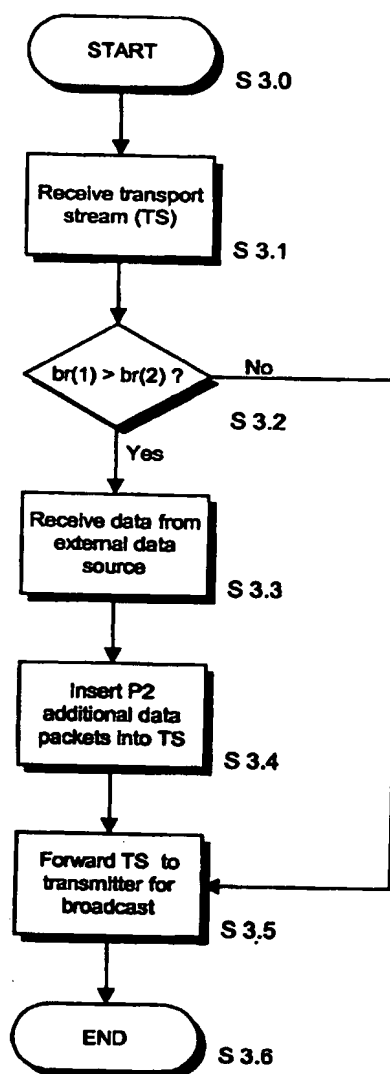 START
S 3.0
Receive transport
stream (TS)
S 3.1
br(1) > br(2) ?
No
S 3.2
Yes
Receive data from
external data
source
S 3.3
Insert P2
additional data
packets into TS
S 3.4
Forward TS to
transmitter for
broadcast
S 3.5
END
S 3.6